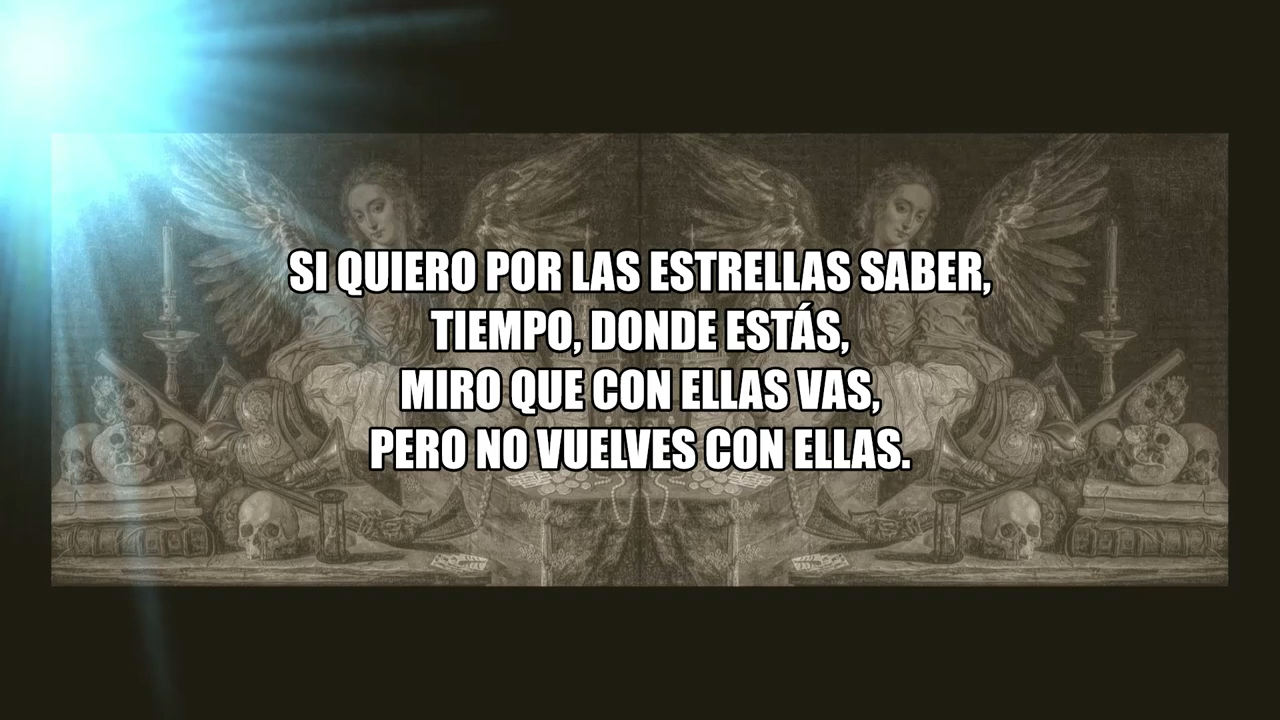 SI QUIERO POR LAS ESTRELLAS SABER,
TIEMPO, DONDE ESTÁS,
MIRO QUE CON ELLAS VAS,
PERO NO VUELVES CON ELLAS.